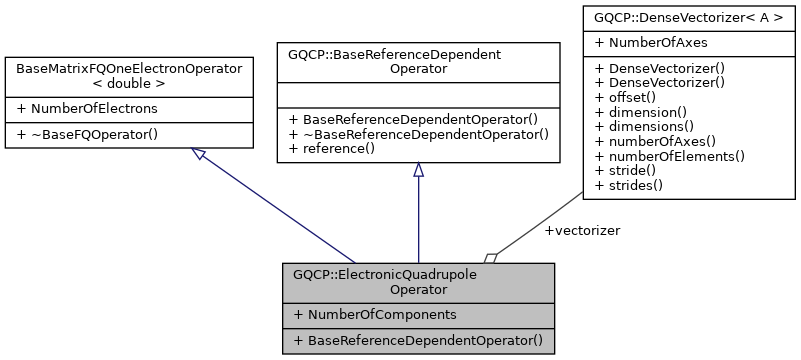 BaseMatrixFQOneElectronOperator
< double >
+ NumberOfElectrons
+ ~BaseFQOperator()
GQCP::BaseReferenceDependent
Operator
+ BaseReferenceDependentOperator()
+ ~BaseReferenceDependentOperator()
+ reference()
GQCP::DenseVectorizer< A >
+ NumberOfAxes
+ DenseVectorizer()
+ DenseVectorizer()
+ offset()
+ dimension()
+ dimensions()
+ numberOfAxes()
+ numberOfElements()
+ stride()
+ strides()
+vectorizer
GQCP::ElectronicQuadrupole
Operator
+ NumberOfComponents
+ BaseReferenceDependentOperator()